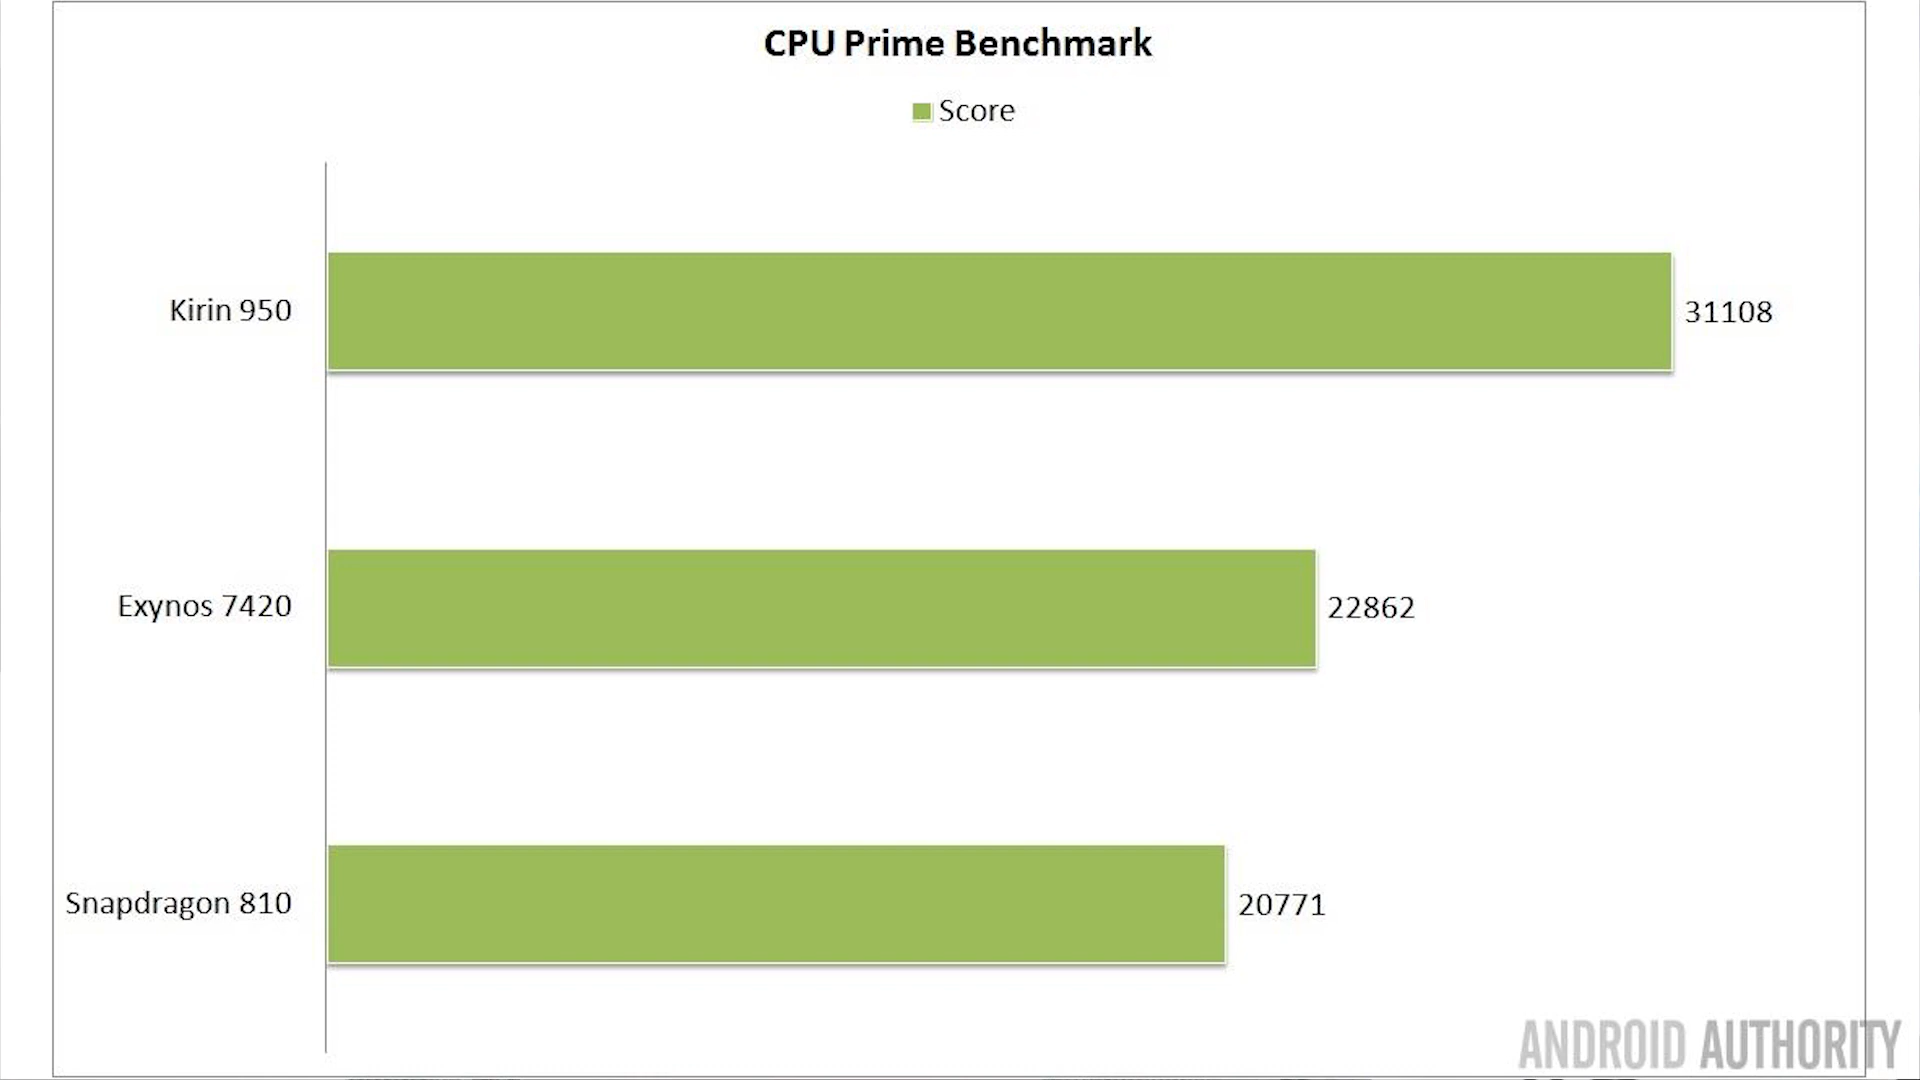 CPU Prime Benchmark
Score
Kirin 950
31108
Exynos 7420
22862
Snapdragon 810
20771
ANDROID AUTHORITY